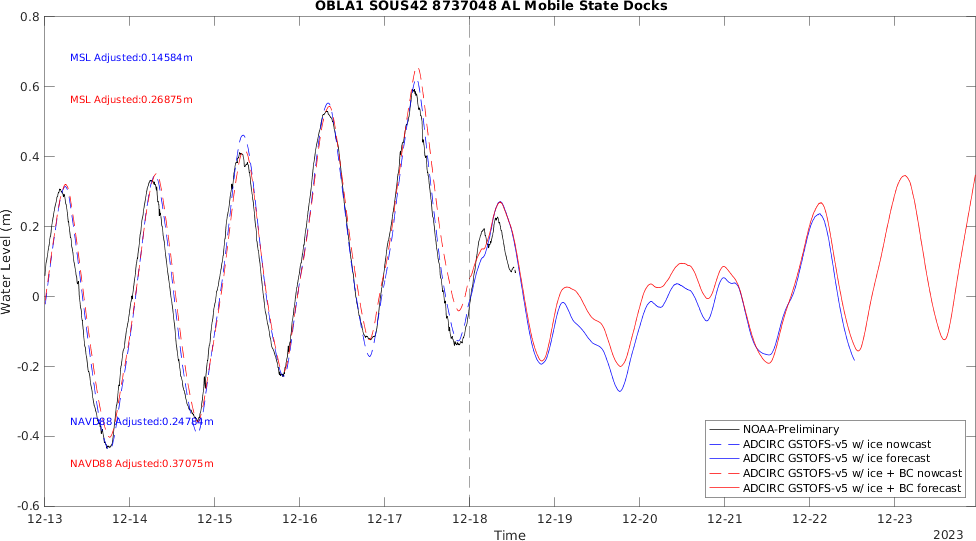 OBLA1 SOUS42 8737048 AL Mobile State Docks
0.8
0.6
0.4
0.2
0
-0.2
-0.4
-0.6
Water Level (m)
MSL Adjusted:0.14584m
MSL Adjusted:0.26875m
NAVD88 Adjusted:0.24784m
NAVD88 Adjusted:0.37075m
NOAA-Preliminary
ADCIRC GSTOFS-v5 w/ ice nowcast
ADCIRC GSTOFS-v5 w/ ice forecast
ADCIRC GSTOFS-v5 w/ ice + BC nowcast
ADCIRC GSTOFS-v5 w/ ice + BC forecast
12-13 12-14 12-15 12-16 12-17 12-18 12-19 12-20 12-21 12-22 12-23
Time
2023